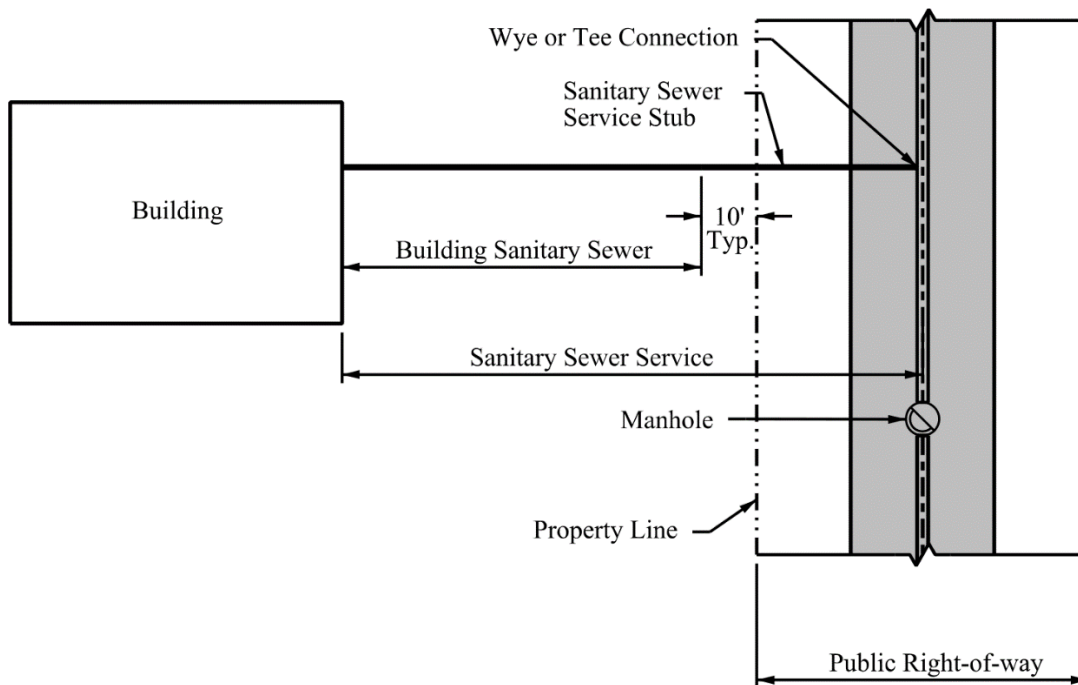 Wye or Tee Connection
Sanitary Sewer
Service Stub
Building
10'
Typ.
Building Sanitary Sewer
Sanitary Sewer Service
Manhole
Property Line
Public Right-of-way